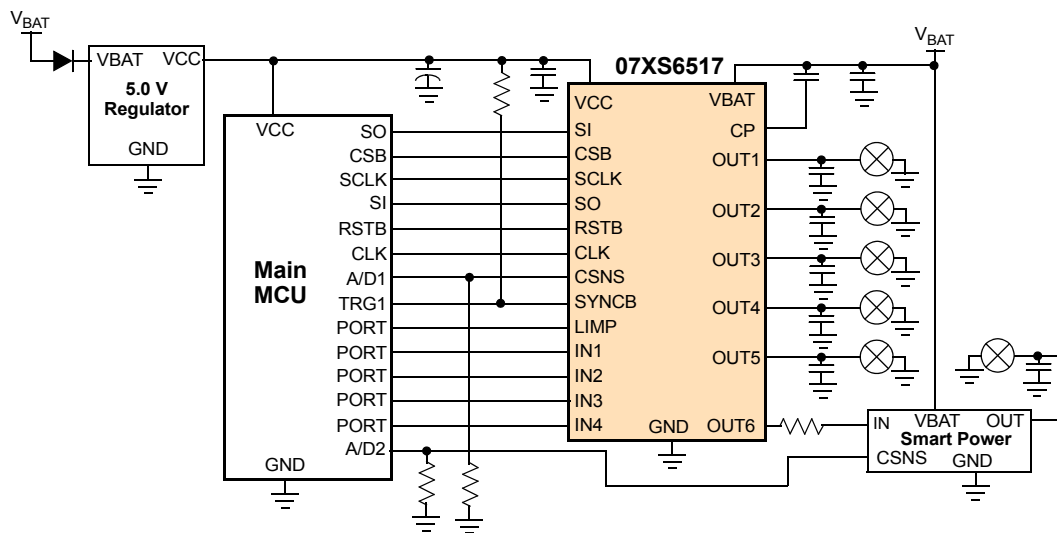 VBAT
VBAT VCC
5.0 V
Regulator
GND
VCC
Main
MCU
GND
SO
CSB
SCLK
SI
RSTB
CLK
A/D1
TRG1
PORT
PORT
PORT
PORT
PORT
A/D2
07XS6517
VCC
SI
CSB
SCLK
SO
RSTB
CLK
CSNS
SYNCB
LIMP
IN1
IN2
IN3
IN4
GND
VBAT
CP
OUT1
OUT2
OUT3
OUT4
OUT5
OUT6
VBAT
IN VBAT OUT
Smart Power
CSNS GND